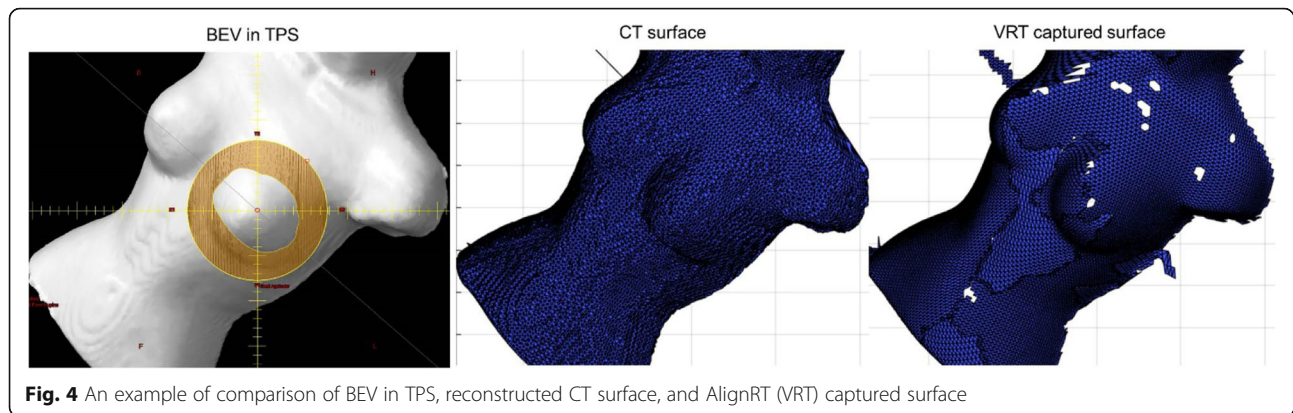 BEV in TPS
CT surface
VRT captured surface
H
F
Fig. 4 An example of comparison of BEV in TPS, reconstructed CT surface, and AlignRT (VRT) captured surface